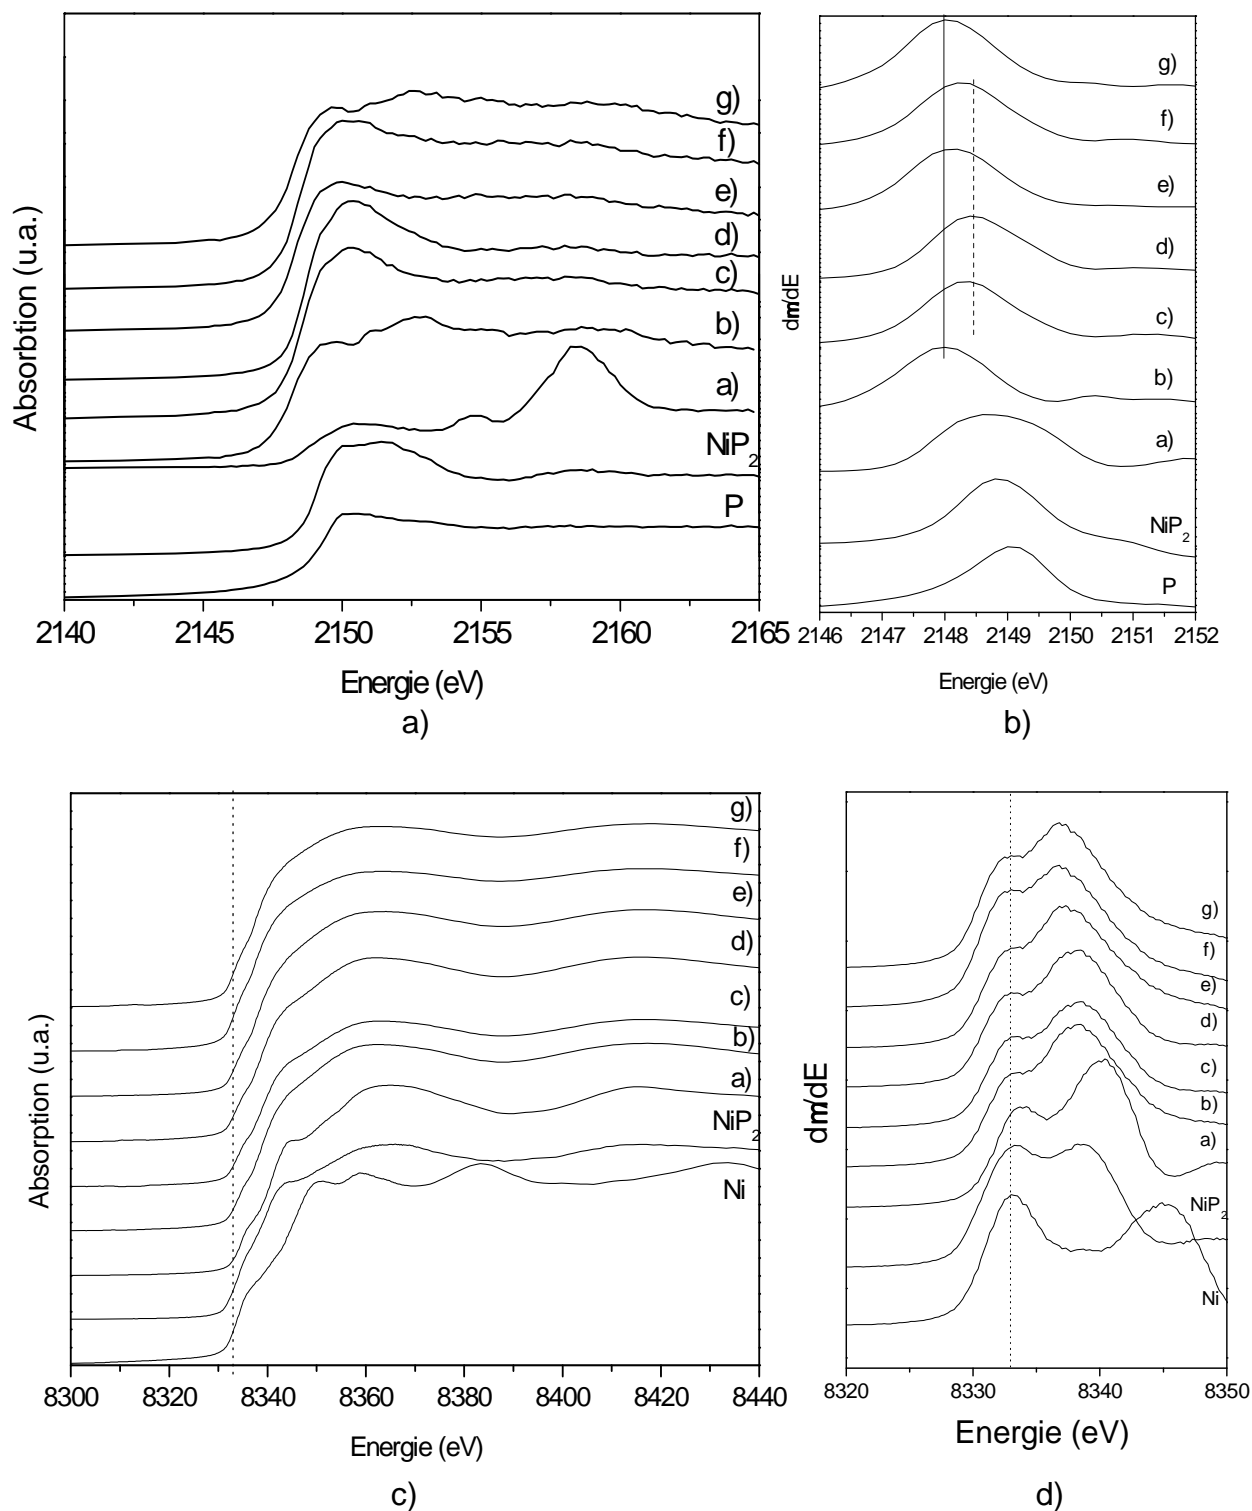 g)
f)
e)
d)
c)
b)
a)
NiP2
P
Absorbtion (u.a.)
2140 2145 2150 2155 2160 2165
Energie (eV)
a)
g)
f)
e)
d)
c)
b)
a)
NiP2
P
dm/dE
2146 2147 2148 2149 2150 2151 2152
Energie (eV)
b)
g)
f)
e)
d)
c)
b)
a)
NiP2
Ni
Absorption (u.a.)
8300 8320 8340 8360 8380 8400 8420 8440
Energie (eV)
c)
g)
f)
e)
d)
c)
b)
a)
NiP2
Ni
dm/dE
8320 8330 8340 8350
Energie (eV)
d)